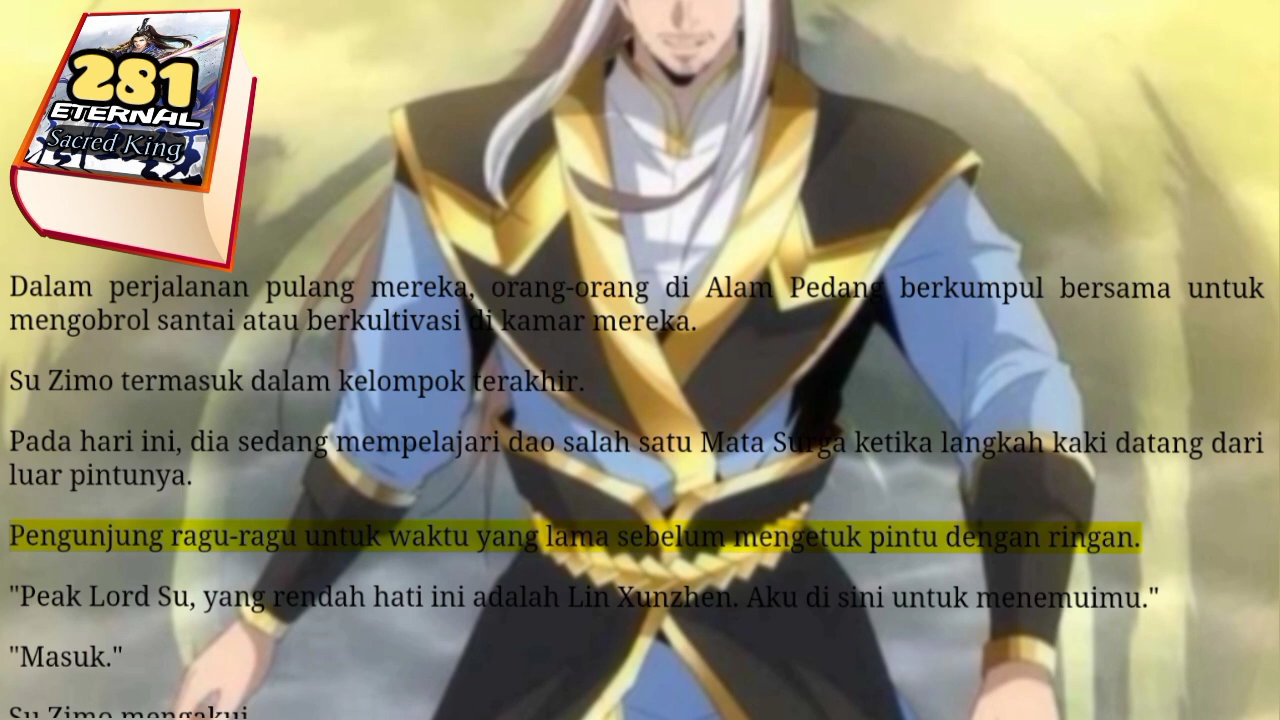 281
ETERNAL
Sacred King
Dalam perjalanan pulang mereka, orang-orang di Alam Pedang berkumpul bersama untuk
mengobrol santai atau berkultivasi di kamar mereka.
Su Zimo termasuk dalam kelompok terakhir.
Pada hari ini, dia sedang mempelajari dao salah satu Mata Surga ketika langkah kaki datang dari
luar pintunya.
Pengunjung ragu-ragu untuk waktu yang lama sebelum mengetuk pintu dengan ringan.
"Peak Lord Su, yang rendah hati ini adalah Lin Xunzhen. Aku di sini untuk menemuimu."
"Masuk."
Su Zimo mengakui